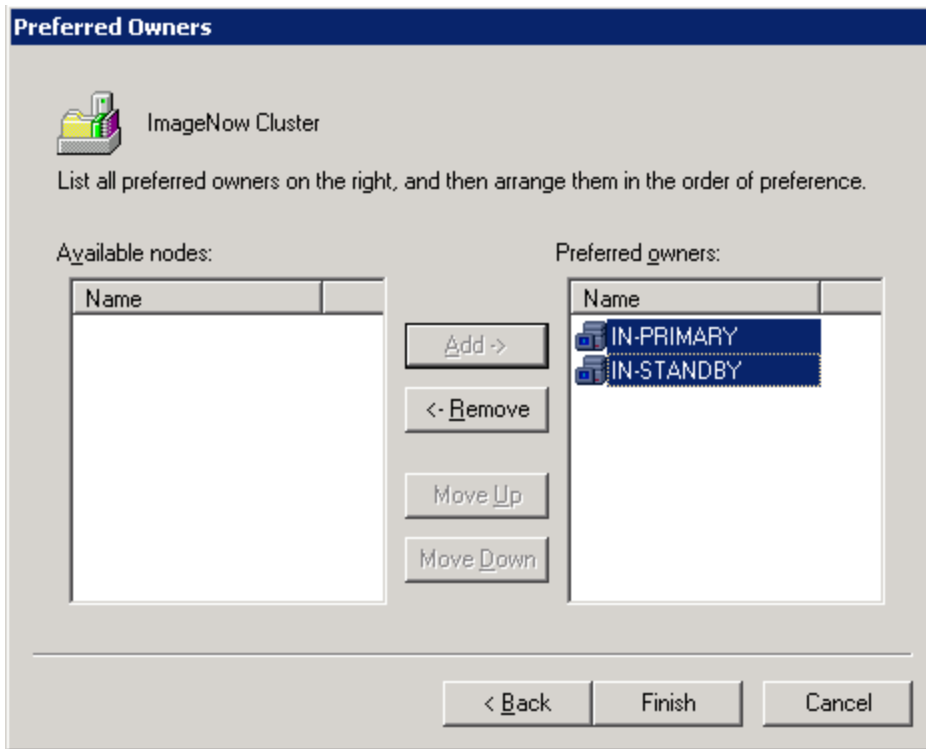 Preferred Owners
ImageNow Cluster
List all preferred owners on the right, and then arrange them in the order of preference.
Available nodes:
Preferred owners:
Name
Name
IN-PRIMARY
IN-STANDBY
Add ->
<- Remove
Move Up
Move Down
< Back
Finish
Cancel